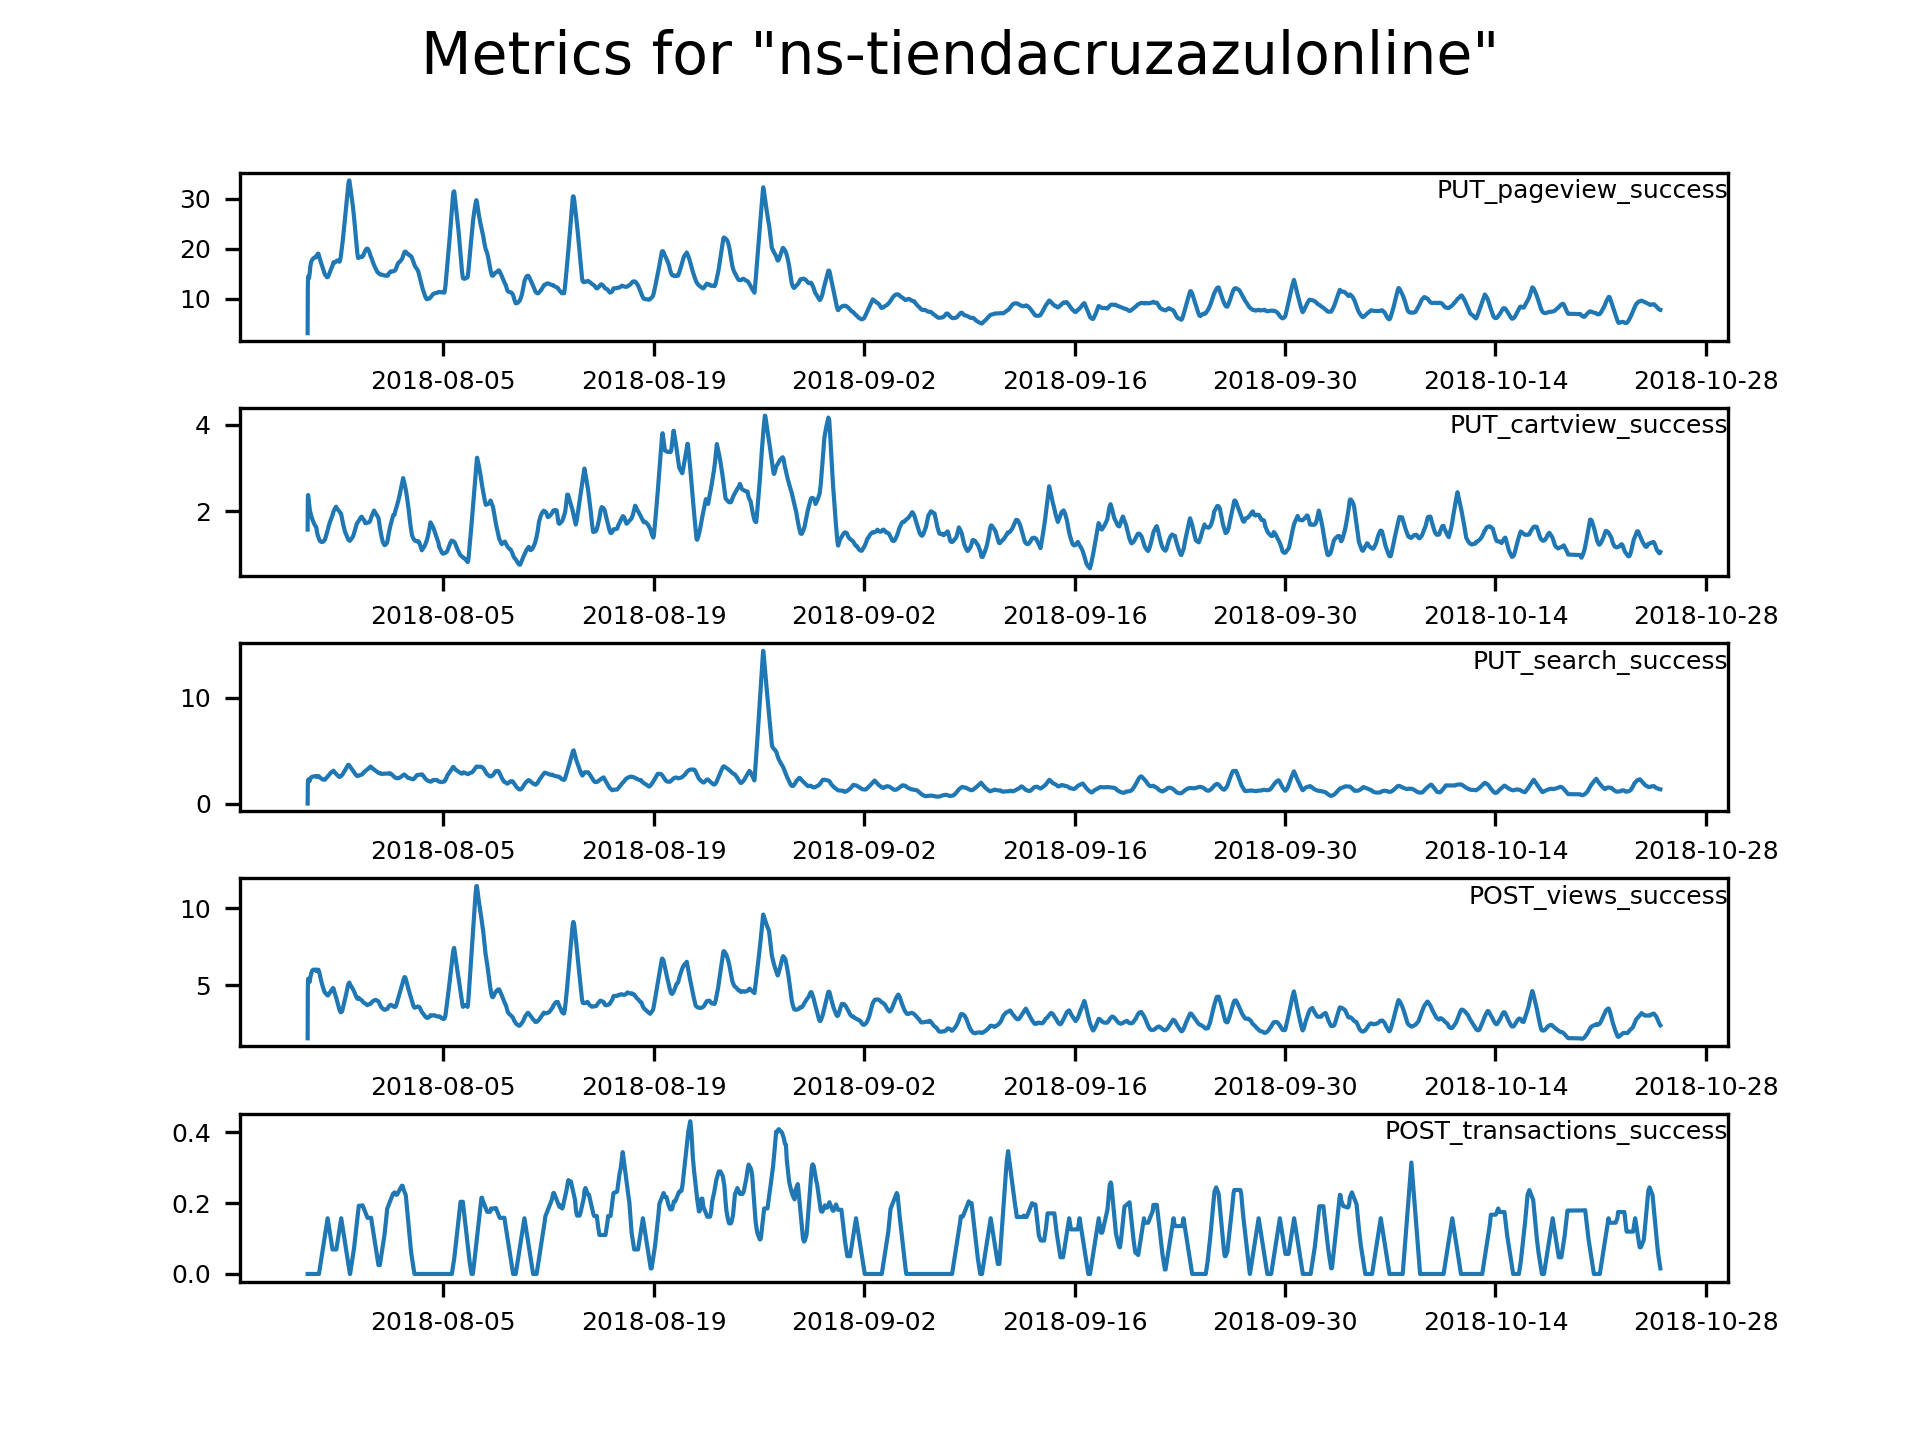 Metrics for "ns-tiendacruzazulonline"
30
20
10
PUT_pageview_success
2018-08-05 2018-08-19 2018-09-02 2018-09-16 2018-09-30 2018-10-14 2018-10-28
4
2
PUT_cartview_success
2018-08-05 2018-08-19 2018-09-02 2018-09-16 2018-09-30 2018-10-14 2018-10-28
10
0
PUT_search_success
2018-08-05 2018-08-19 2018-09-02 2018-09-16 2018-09-30 2018-10-14 2018-10-28
10
5
POST_views_success
2018-08-05 2018-08-19 2018-09-02 2018-09-16 2018-09-30 2018-10-14 2018-10-28
0.4
0.2
0.0
POST_transactions_success
2018-08-05 2018-08-19 2018-09-02 2018-09-16 2018-09-30 2018-10-14 2018-10-28